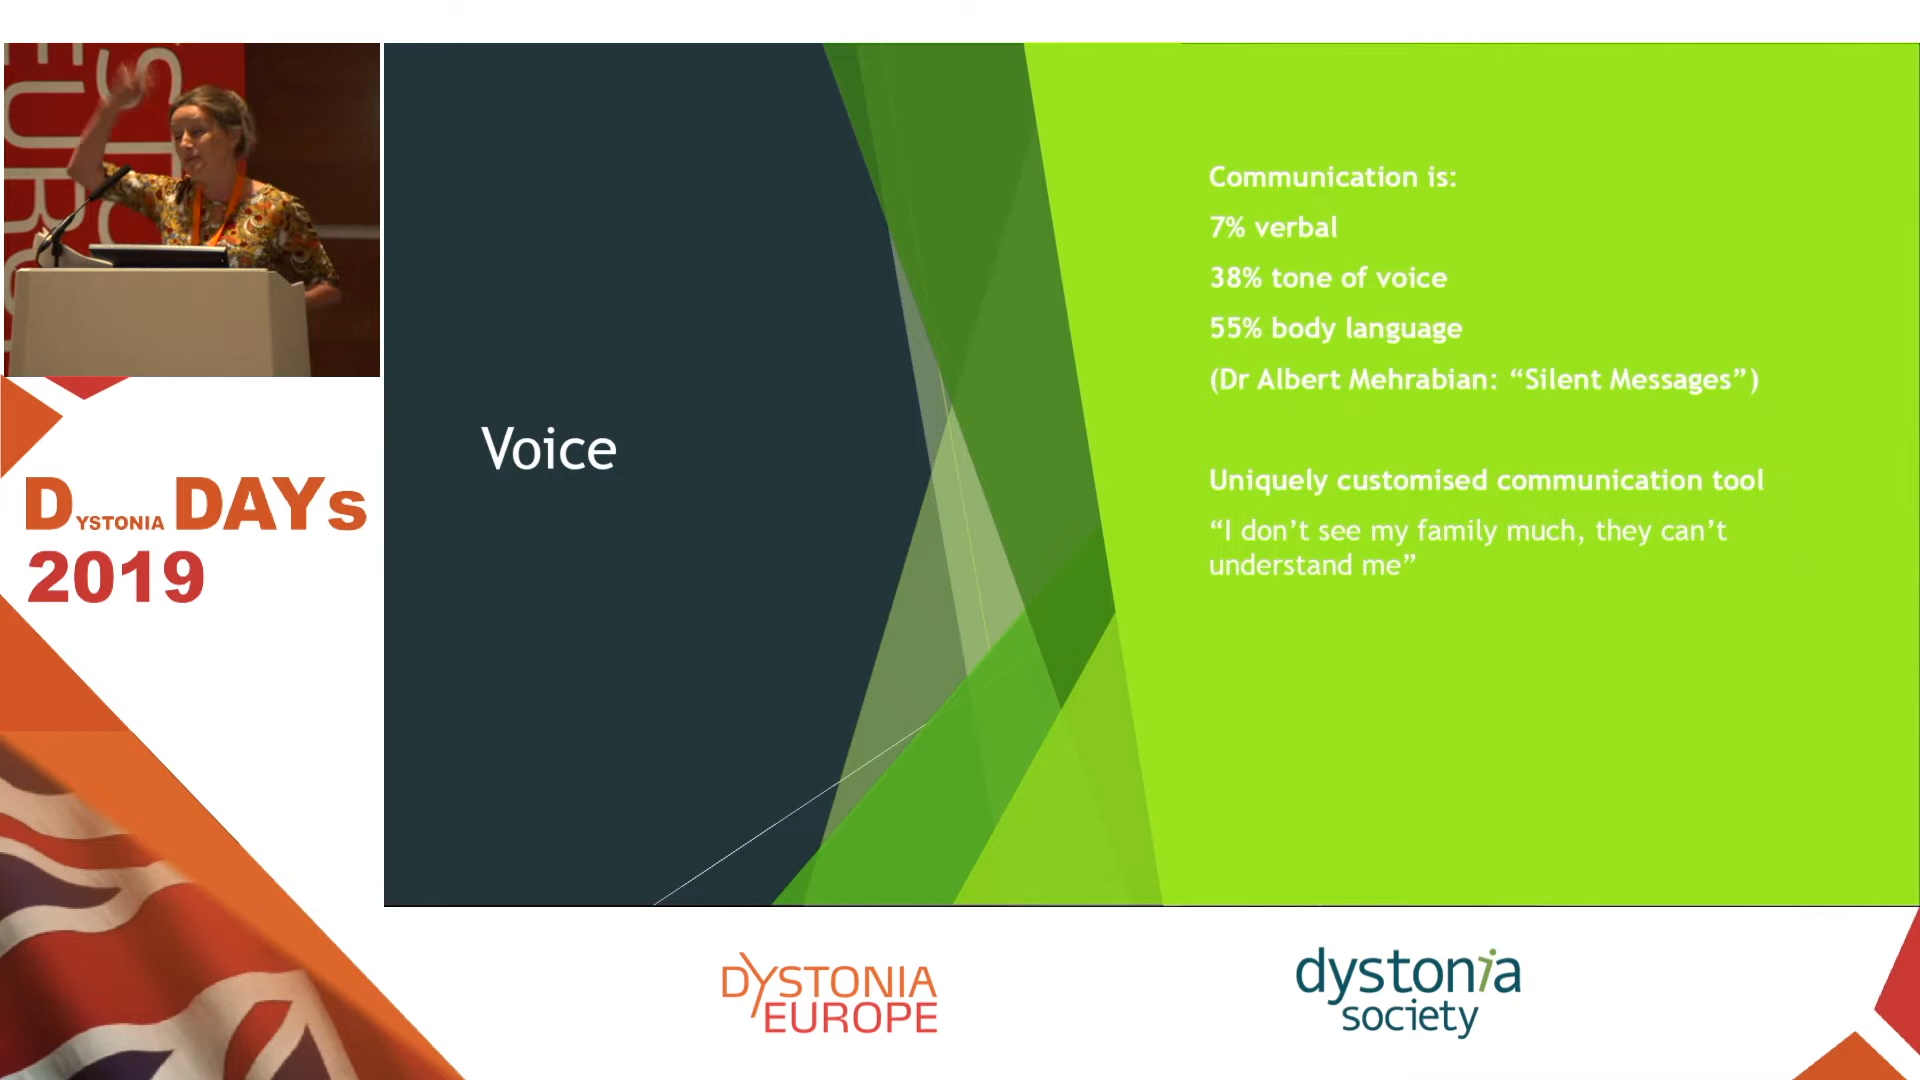 Voice
Communication is:
7% verbal
38% tone of voice
55% body language
(Dr Albert Mehrabian: “Silent Messages”)
Uniquely customised communication tool
“I don’t see my family much, they can’t
understand me”
DYSTONIA DAYs
2019
DYSTONIA
EUROPE
dystonia
society